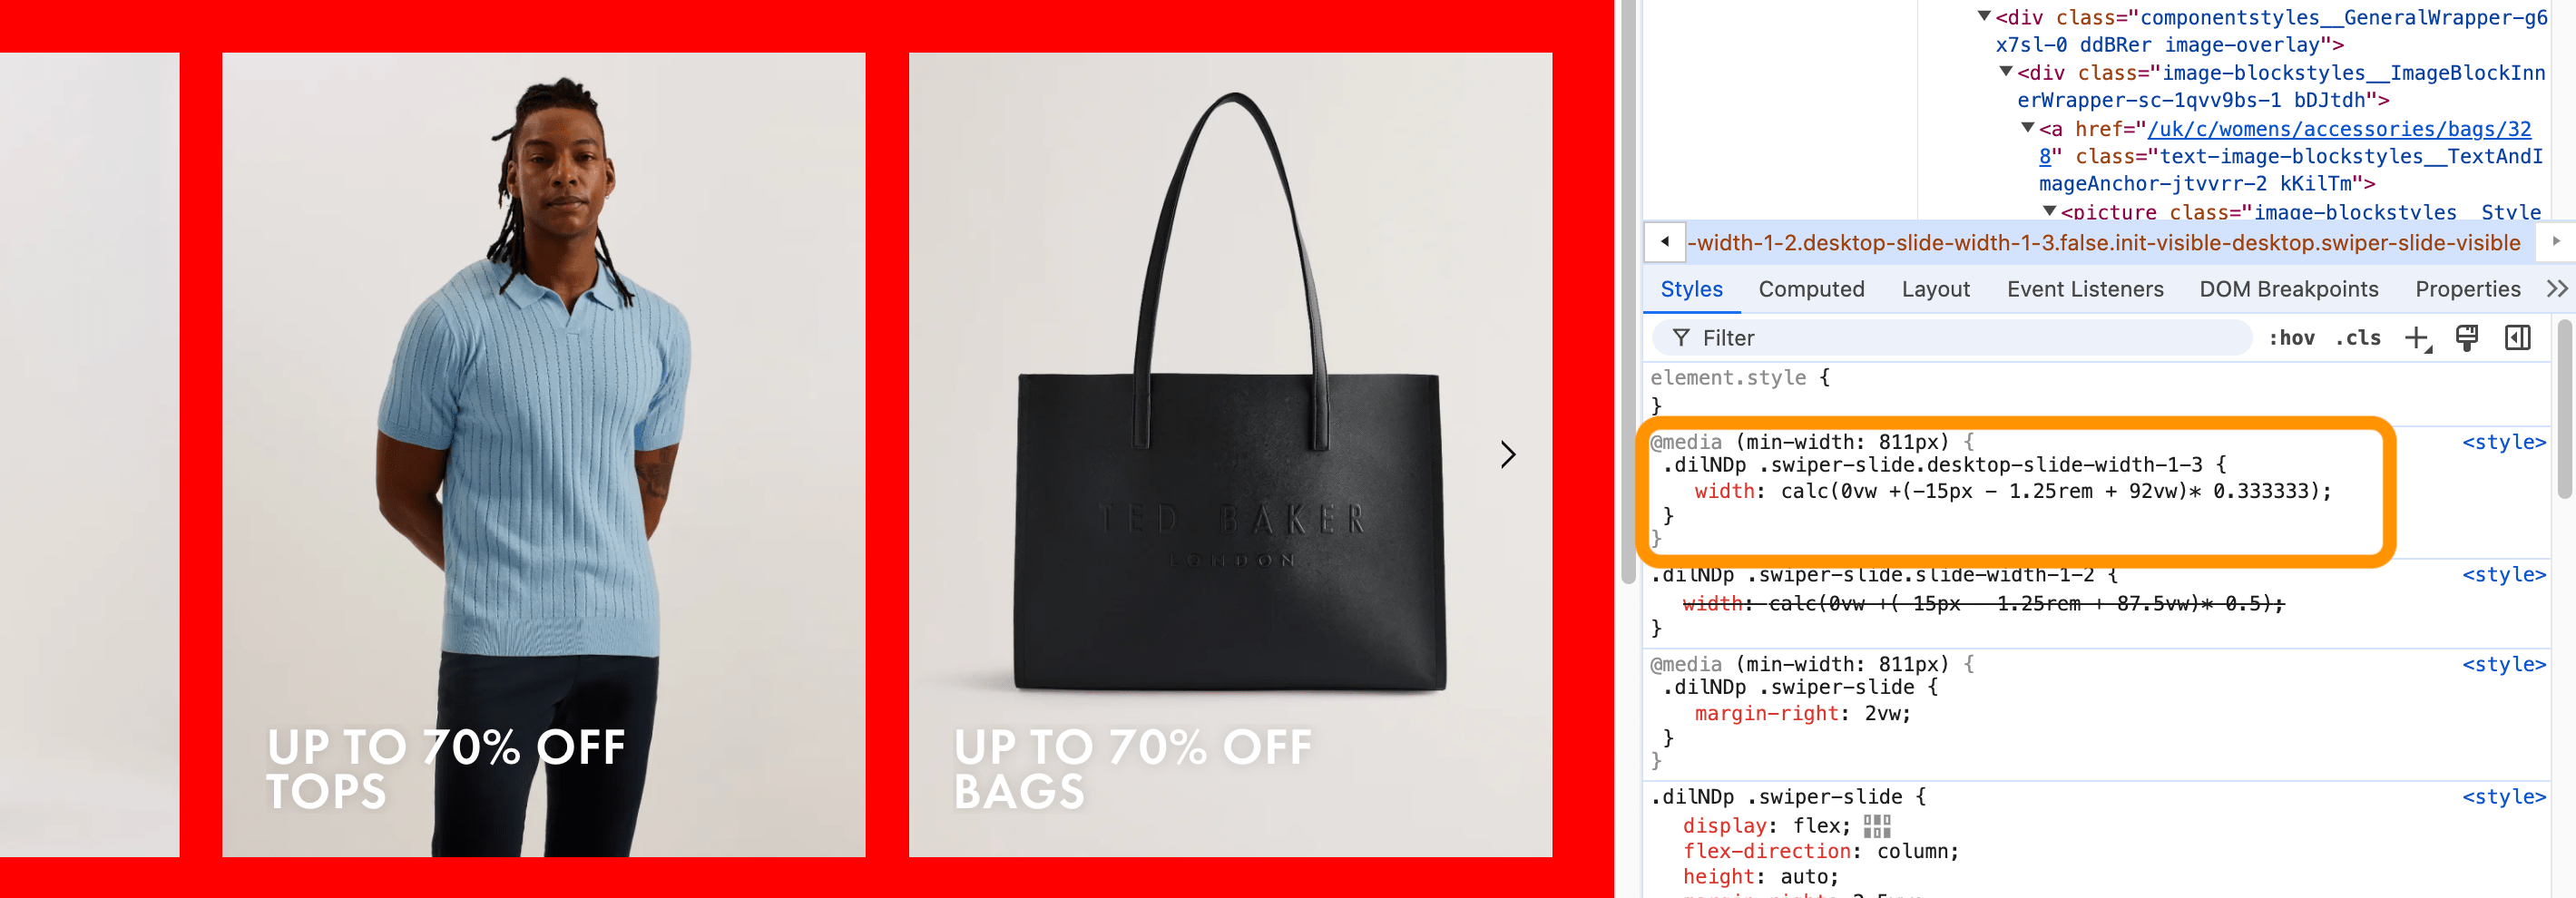 UP TO 70% OFF
TOPS
TED BAKER
LONDON
UP TO 70% OFF
BAGS
<div class="componentstyles__GeneralWrapper-g6
x7sl-0 ddBRer image-overlay">
<div class="image-blockstyles__ImageBlockInn
erWrapper-sc-1qvv9bs-1 bDJtdh">
<a href="/uk/c/womens/accessories/bags/32
8" class="text-image-blockstyles__TextAndI
mageAnchor-jtvvrr-2 kKilTm">
<picture class="image-blockstyles__Style
-width-1-2.desktop-slide-width-1-3.false.init-visible-desktop.swiper-slide-visible
Styles Computed Layout Event Listeners DOM Breakpoints Properties
Filter :hov .cls
element.style {
}
@media (min-width: 811px) { <style>
.dilNDp .swiper-slide.desktop-slide-width-1-3 {
width: calc(0vw +(-15px - 1.25rem + 92vw)* 0.333333);
}
}
.dilNDp .swiper-slide.slide-width-1-2 { <style>
width: calc(0vw +(-15px - 1.25rem + 87.5vw)* 0.5);
}
@media (min-width: 811px) { <style>
.dilNDp .swiper-slide {
margin-right: 2vw;
}
}
.dilNDp .swiper-slide { <style>
display: flex;
flex-direction: column;
height: auto;